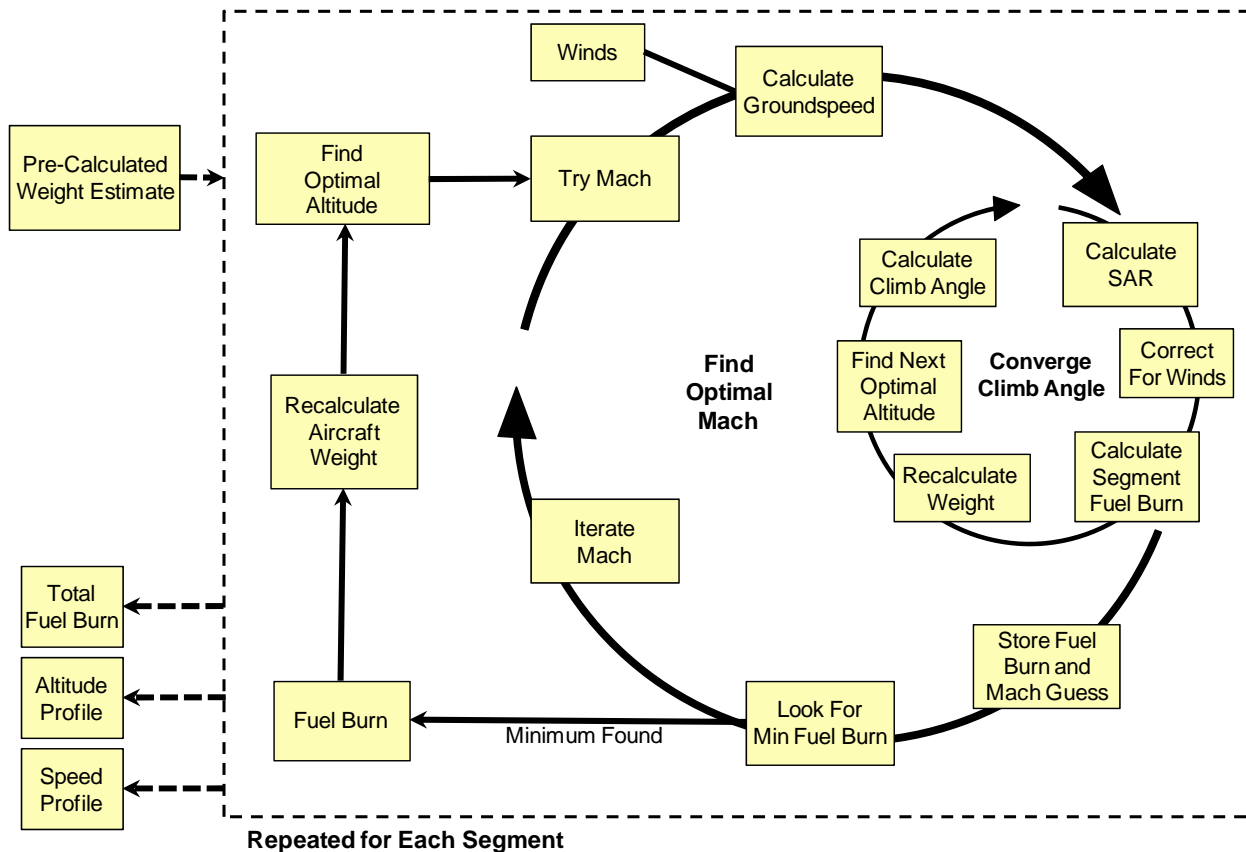 Winds
Calculate
Groundspeed
Pre-Calculated
Weight Estimate
Find
Optimal
Altitude
Try Mach
Calculate
Climb Angle
Calculate
SAR
Find Next
Optimal
Altitude
Converge
Climb Angle
Correct
For Winds
Find
Optimal
Mach
Recalculate
Aircraft
Weight
Recalculate
Weight
Calculate
Segment
Fuel Burn
Iterate
Mach
Total
Fuel Burn
Store Fuel
Burn and
Mach Guess
Altitude
Profile
Fuel Burn
Minimum Found
Look For
Min Fuel Burn
Speed
Profile
Repeated for Each Segment